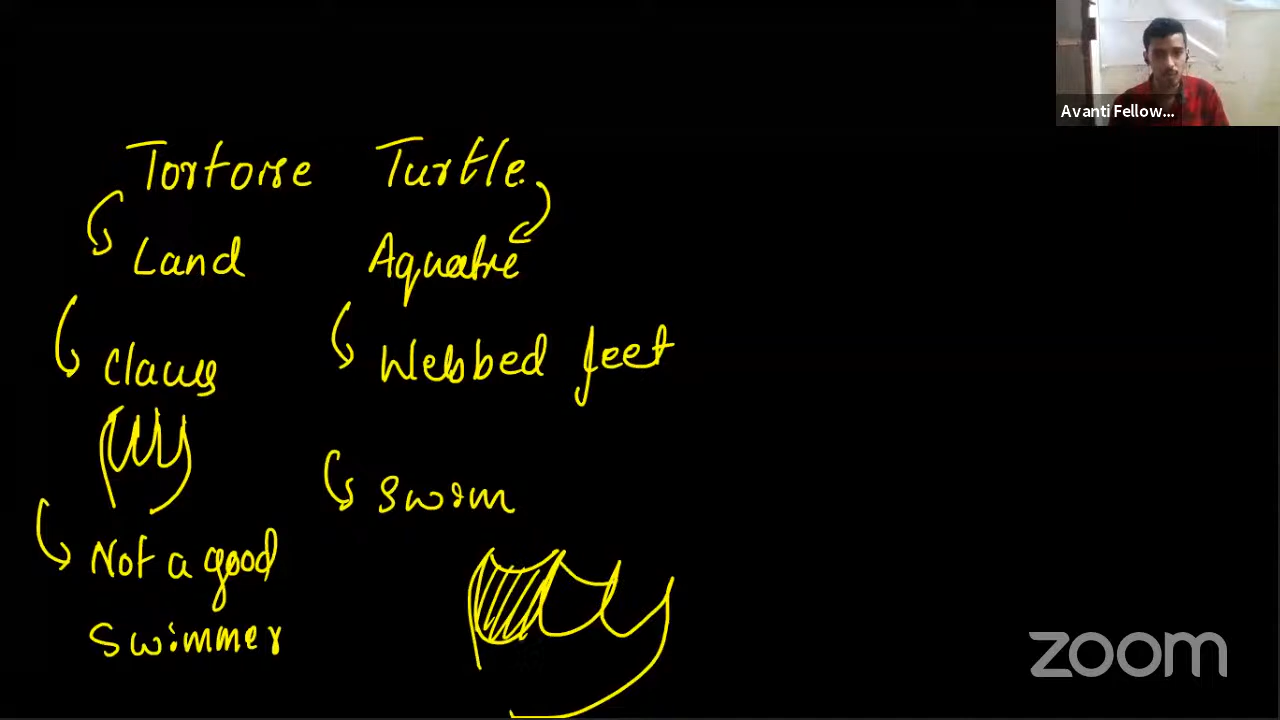 Avanti Fellow...
Tortoise Turtle
Land Aquatic
Claws Webbed feet
Swim
Not a good
Swimmer
zoom